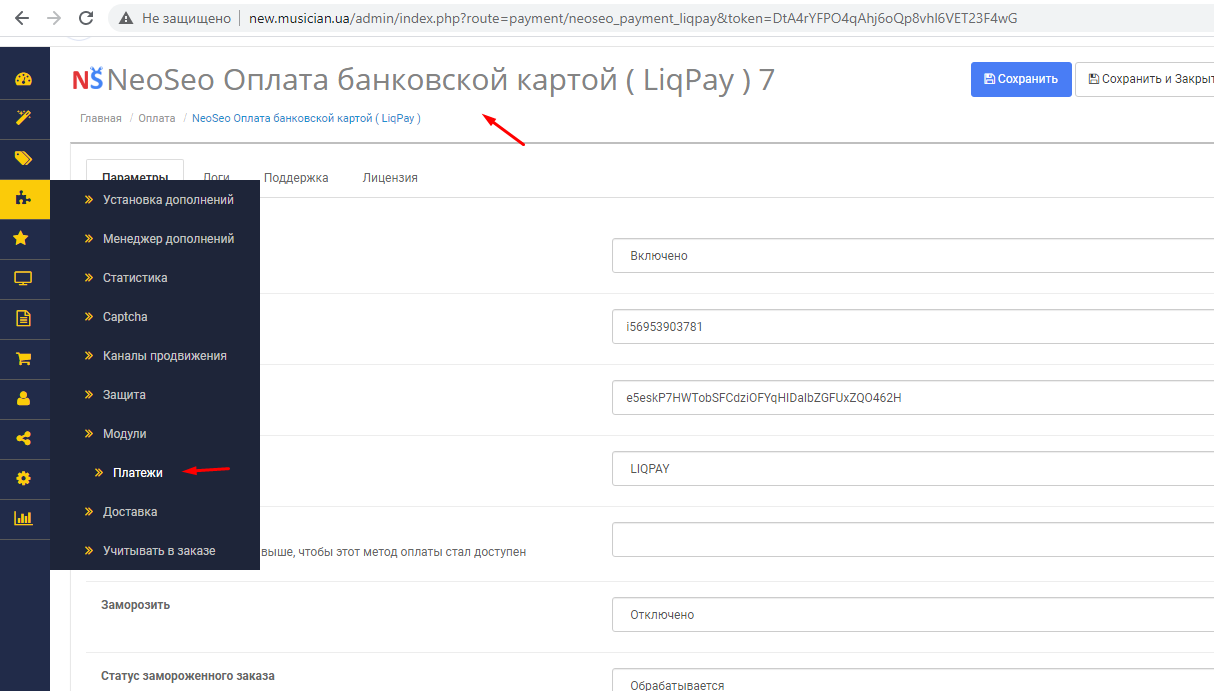 Не защищено new.musician.ua/admin/index.php?route=payment/neoseo_payment_liqpay&token=DtA4rYFPO4qAhj6oQp8vhI6VET23F4wG
NeoSeo Оплата банковской картой ( LiqPay ) 7
Сохранить
Сохранить и Закрыт
Главная / Оплата / NeoSeo Оплата банковской картой ( LiqPay )
Параметры
Логи
Поддержка
Лицензия
Установка дополнений
Менеджер дополнений
Статистика
Captcha
Каналы продвижения
Защита
Модули
Платежи
Доставка
Учитывать в заказе
Включено
i56953903781
e5eskP7HWTobSFCdziOFYqHIDalbZGFUxZQO462H
LIQPAY
выше, чтобы этот метод оплаты стал доступен
Заморозить
Отключено
Статус замороженного заказа
Обрабатывается